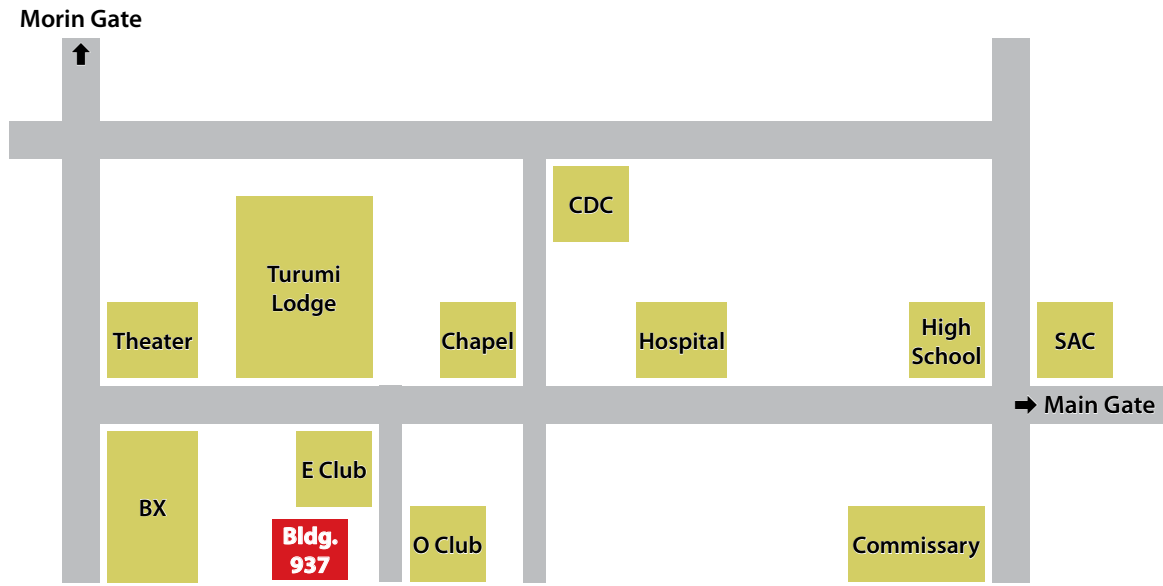 Morin Gate
CDC
Turumi
Lodge
Theater
Chapel
Hospital
High
School
SAC
Main Gate
E Club
BX
Bldg.
937
O Club
Commissary